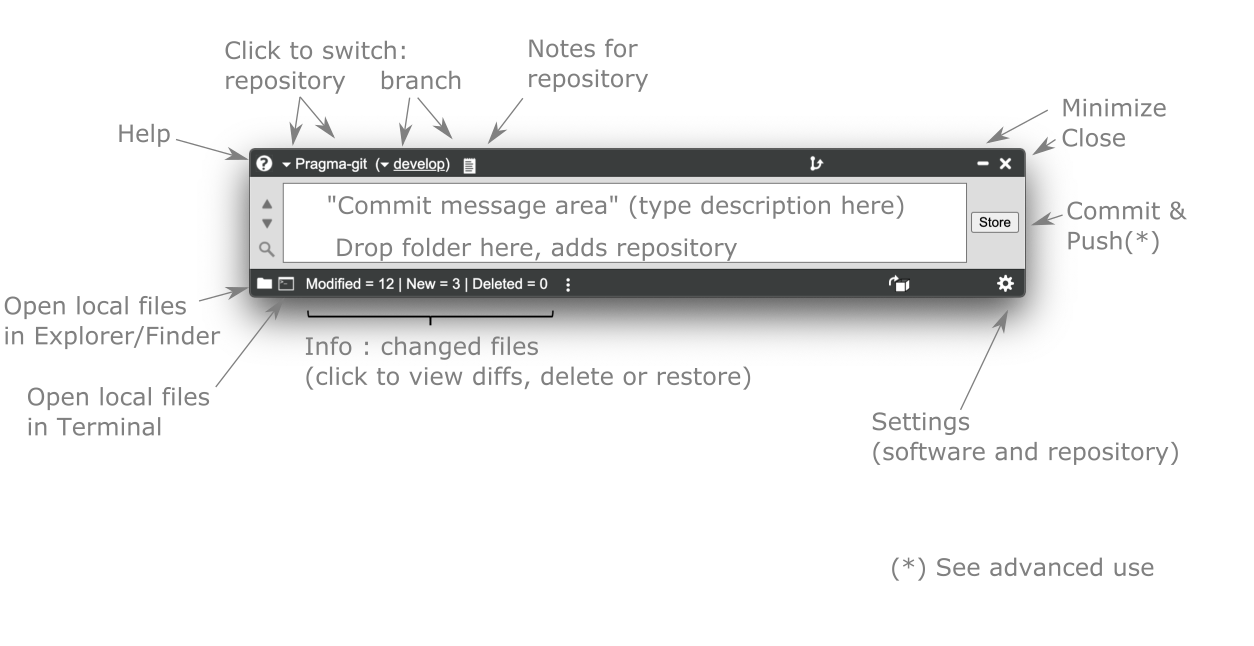 Click to switch:
repository
branch
Notes for
repository
Help
Minimize
Close
? Pragma-git (develop)
"Commit message area" (type description here)
Drop folder here, adds repository
Store
Commit &
Push(*)
Modified = 12 | New = 3 | Deleted = 0
Open local files
in Explorer/Finder
Info : changed files
(click to view diffs, delete or restore)
Open local files
in Terminal
Settings
(software and repository)
(*) See advanced use